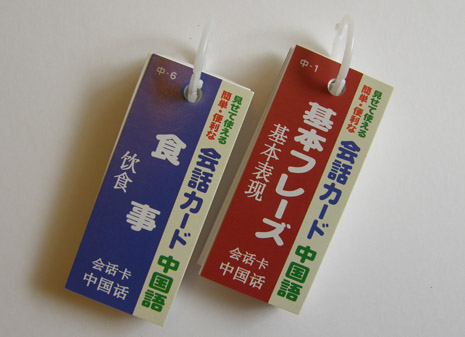 中-6
食事
饮食
会话卡
中国话
見せて使える
簡単・便利な
会話カード 中国語
中-1
基本フレーズ
基本表现
会话卡
中国话
見せて使える
簡単・便利な
会話カード 中国語